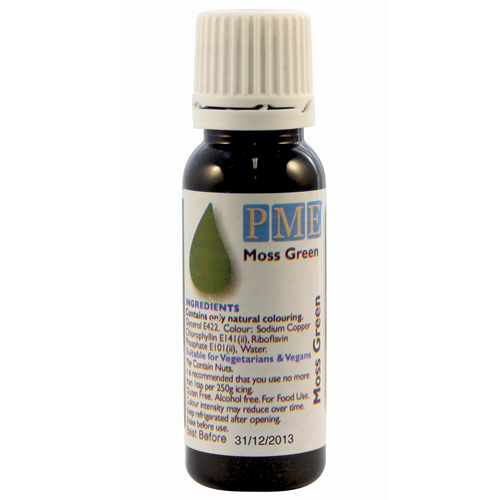 PME
Moss Green
INGREDIENTS
Contains only natural colouring.
Glycerol E422, Colour: Sodium Copper
Chlorophyllin E141(ii), Riboflavin
Phosphate E101(ii), Water.
Suitable for Vegetarians & Vegans
May Contain Nuts.
It is recommended that you use no more
than 1tsp per 250g icing.
Gluten Free. Alcohol free. For Food Use.
Colour intensity may reduce over time.
Keep refrigerated after opening.
Shake before use.
Best Before 31/12/2013
Moss Green